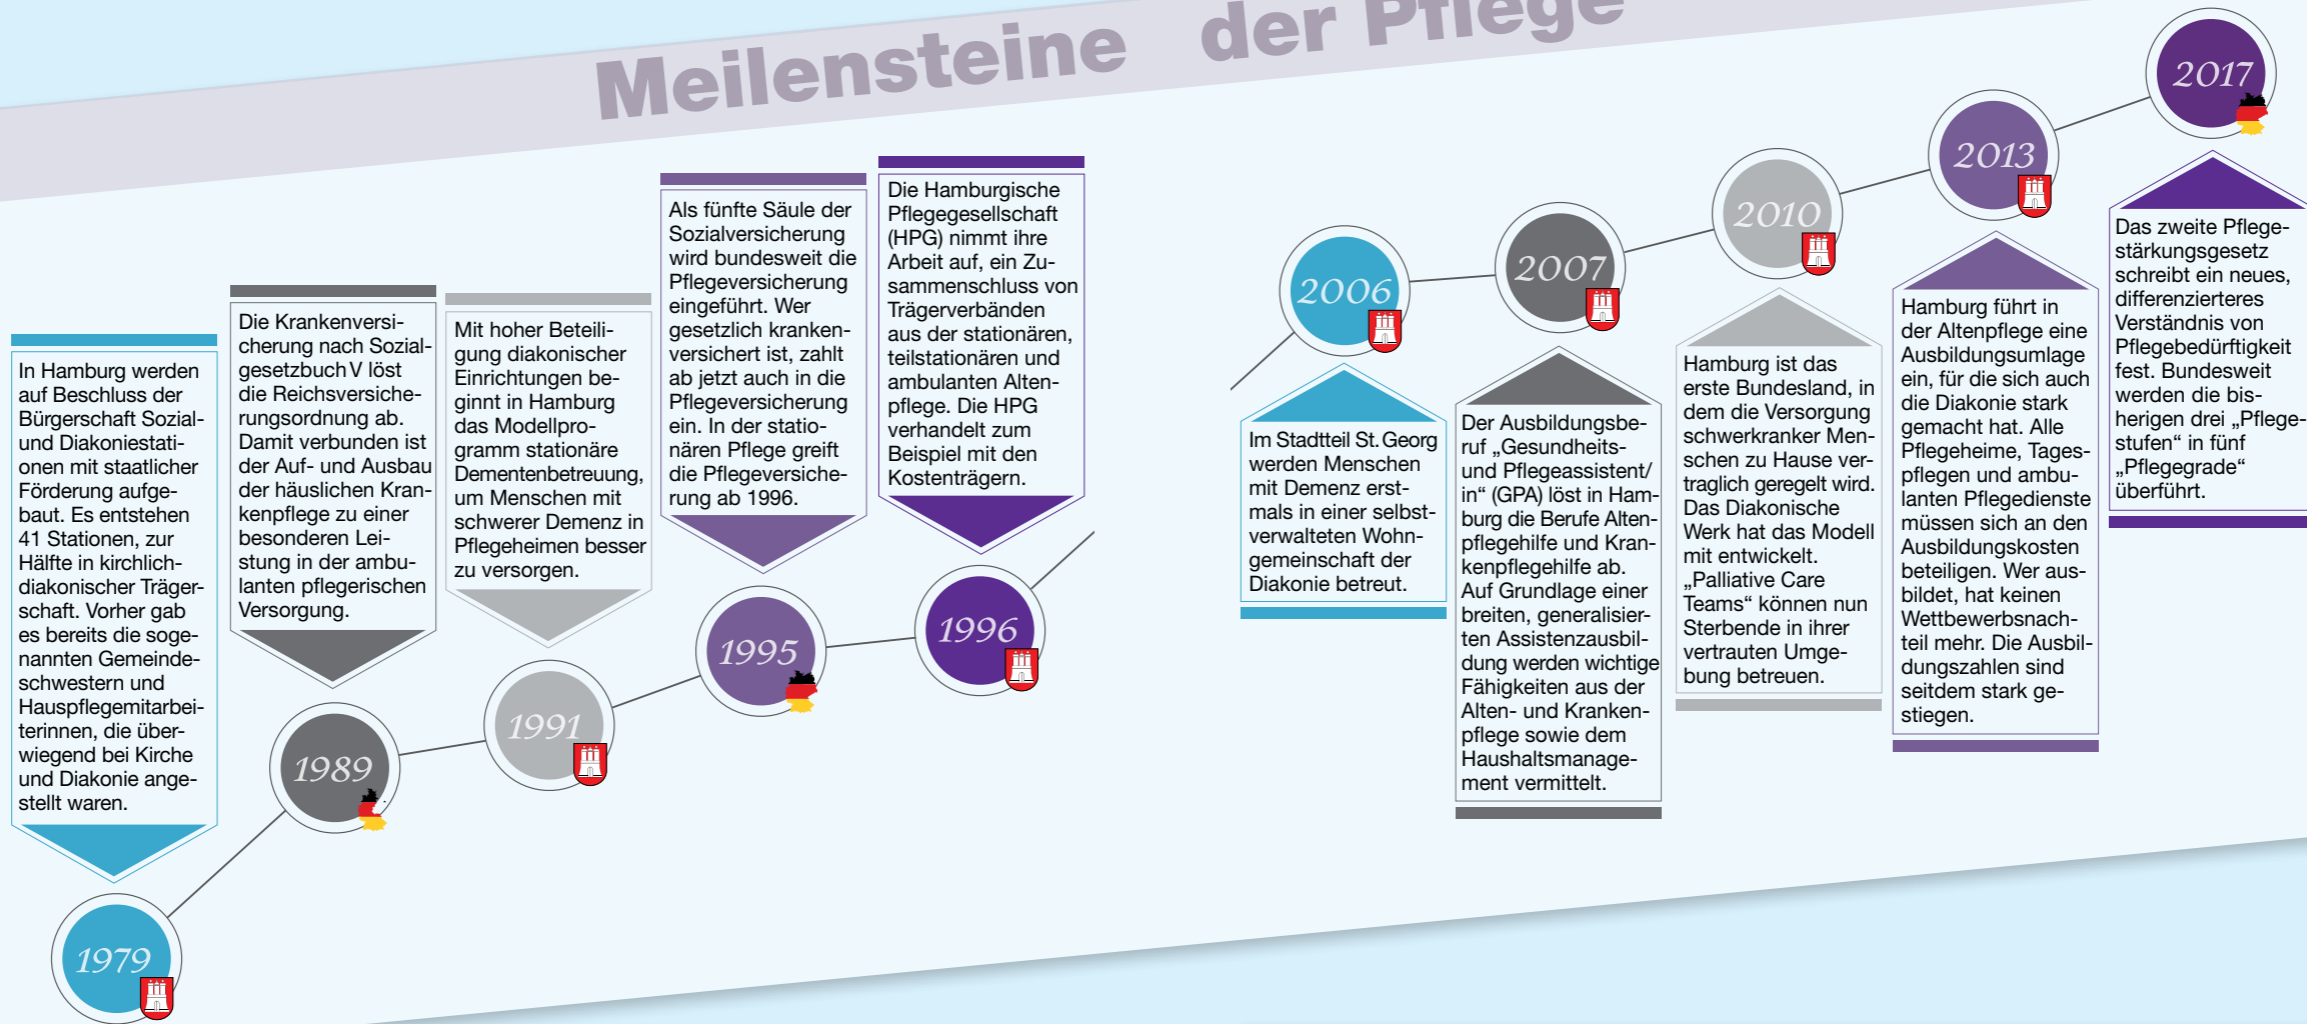 Meilensteine der Pflege
In Hamburg werden
auf Beschluss der
Bürgerschaft Sozial-
und Diakoniestati-
onen mit staatlicher
Förderung aufge-
baut. Es entstehen
41 Stationen, zur
Hälfte in kirchlich-
diakonischer Träger-
schaft. Vorher gab
es bereits die soge-
nannten Gemeinde-
schwestern und
Hauspflegemitarbei-
terinnen, die über-
wiegend bei Kirche
und Diakonie ange-
stellt waren.
1979
Die Krankenversi-
cherung nach Sozial-
gesetzbuch V löst
die Reichsversiche-
rungsordnung ab.
Damit verbunden ist
der Auf- und Ausbau
der häuslichen Kran-
kenpflege zu einer
besonderen Lei-
stung in der ambu-
lanten pflegerischen
Versorgung.
1989
Mit hoher Beteili-
gung diakonischer
Einrichtungen be-
ginnt in Hamburg
das Modellpro-
gramm stationäre
Dementenbetreuung,
um Menschen mit
schwerer Demenz in
Pflegeheimen besser
zu versorgen.
1991
Als fünfte Säule der
Sozialversicherung
wird bundesweit die
Pflegeversicherung
eingeführt. Wer
gesetzlich kranken-
versichert ist, zahlt
ab jetzt auch in die
Pflegeversicherung
ein. In der statio-
nären Pflege greift
die Pflegeversiche-
rung ab 1996.
1995
Die Hamburgische
Pflegegesellschaft
(HPG) nimmt ihre
Arbeit auf, ein Zu-
sammenschluss von
Trägerverbänden
aus der stationären,
teilstationären und
ambulanten Alten-
pflege. Die HPG
verhandelt zum
Beispiel mit den
Kostenträgern.
1996
2006
Im Stadtteil St. Georg
werden Menschen
mit Demenz erst-
mals in einer selbst-
verwalteten Wohn-
gemeinschaft der
Diakonie betreut.
2007
Der Ausbildungsbe-
ruf „Gesundheits-
und Pflegeassistent/
in“ (GPA) löst in Ham-
burg die Berufe Alten-
pflegehilfe und Kran-
kenpflegehilfe ab.
Auf Grundlage einer
breiten, generalisier-
ten Assistenzausbil-
dung werden wichtige
Fähigkeiten aus der
Alten- und Kranken-
pflege sowie dem
Haushaltsmanage-
ment vermittelt.
2010
Hamburg ist das
erste Bundesland, in
dem die Versorgung
schwerkranker Men-
schen zu Hause ver-
traglich geregelt wird.
Das Diakonische
Werk hat das Modell
mit entwickelt.
„Palliative Care
Teams“ können nun
Sterbende in ihrer
vertrauten Umge-
bung betreuen.
2013
Hamburg führt in
der Altenpflege eine
Ausbildungsumlage
ein, für die sich auch
die Diakonie stark
gemacht hat. Alle
Pflegeheime, Tages-
pflegen und ambu-
lanten Pflegedienste
müssen sich an den
Ausbildungskosten
beteiligen. Wer aus-
bildet, hat keinen
Wettbewerbsnach-
teil mehr. Die Ausbil-
dungszahlen sind
seitdem stark ge-
stiegen.
2017
Das zweite Pflege-
stärkungsgesetz
schreibt ein neues,
differenzierteres
Verständnis von
Pflegebedürftigkeit
fest. Bundesweit
werden die bis-
herigen drei „Pflege-
stufen“ in fünf
„Pflegegrade“
überführt.